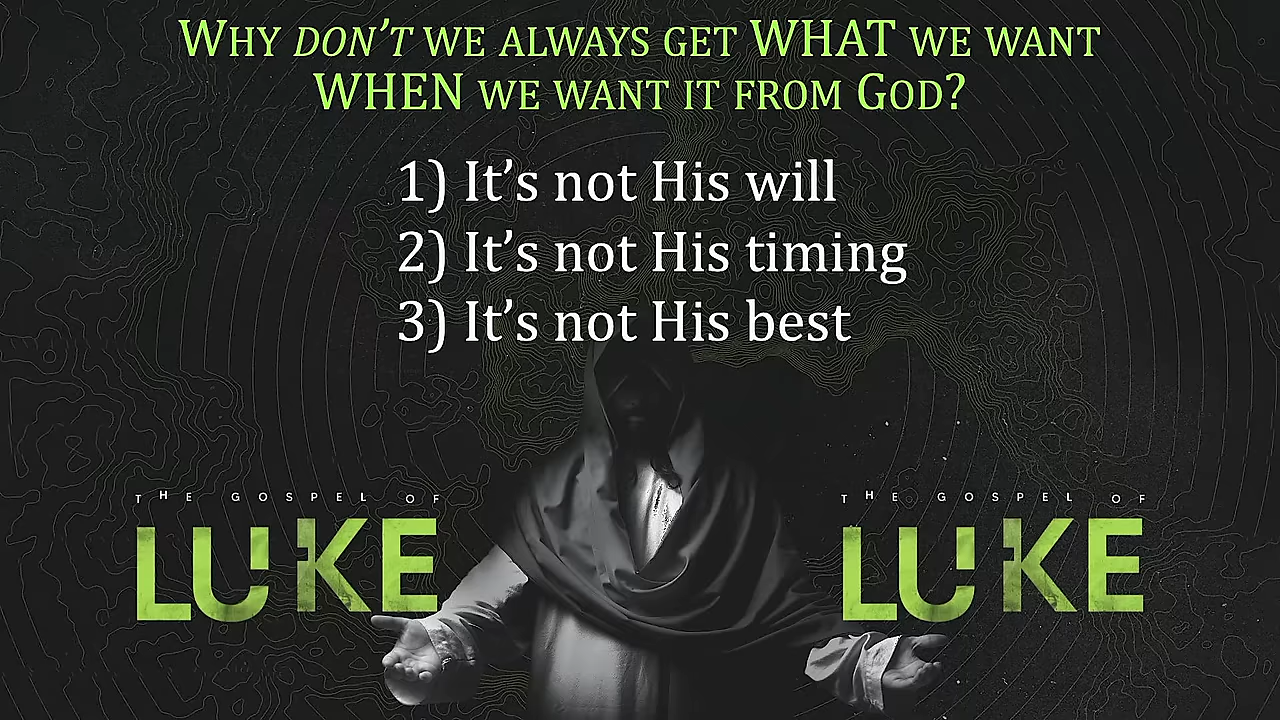 WHY DON'T WE ALWAYS GET WHAT WE WANT
WHEN WE WANT IT FROM GOD?
1) It's not His will
2) It's not His timing
3) It's not His best
THE GOSPEL OF
LUKE
THE GOSPEL OF
LUKE